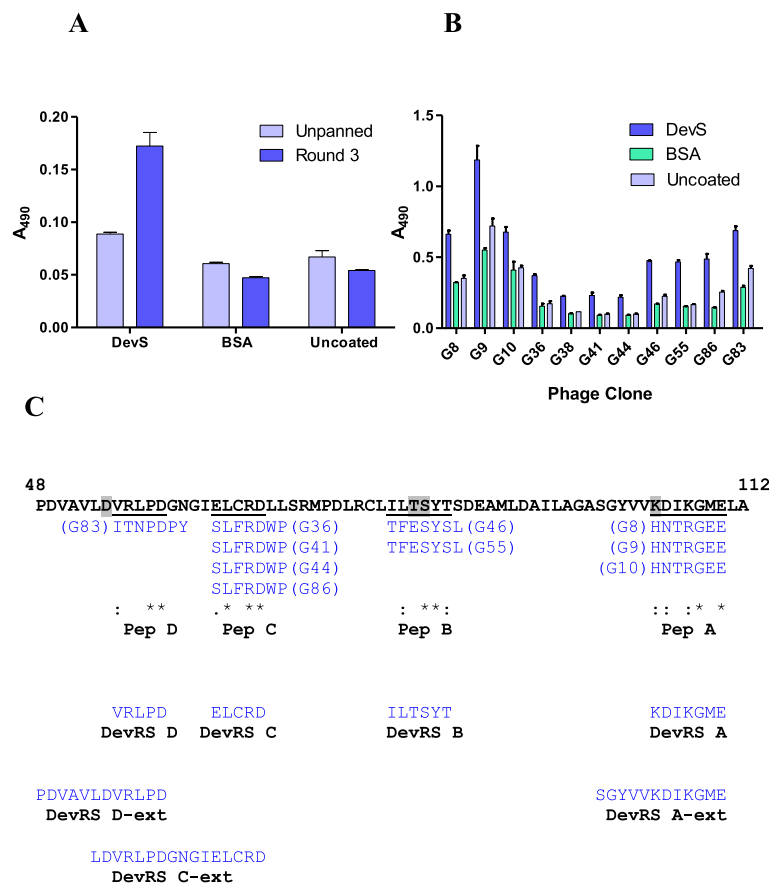 A
B
0.20
0.15
0.10
0.05
0.00
A490
Unpanned
Round 3
DevS BSA Uncoated
1.5
1.0
0.5
0.0
A490
DevS
BSA
Uncoated
G8 G9 G10 G36 G38 G41 G44 G46 G55 G86 G83
Phage Clone
C
48 112
PDVAVLDVRLPDGNGIELCRDLLSRMPDLRCLILTSYTSDEAMLDAILAGASGYVVKDIKGMELA
(G83)ITNPDPY SLFRDWP(G36) TFESYSL(G46) (G8)HNTRGEE
SLFRDWP(G41) TFESYSL(G55) (G9)HNTRGEE
SLFRDWP(G44) (G10)HNTRGEE
SLFRDWP(G86)
: ** .* ** :**: :: :* *
Pep D Pep C Pep B Pep A
VRLPD ELCRD ILTSYT KDIKGME
DevRS D DevRS C DevRS B DevRS A
PDVAVLDVRLPD SGYVVKDIKGME
DevRS D-ext DevRS A-ext
LDVRLPDGNGIELCRD
DevRS C-ext